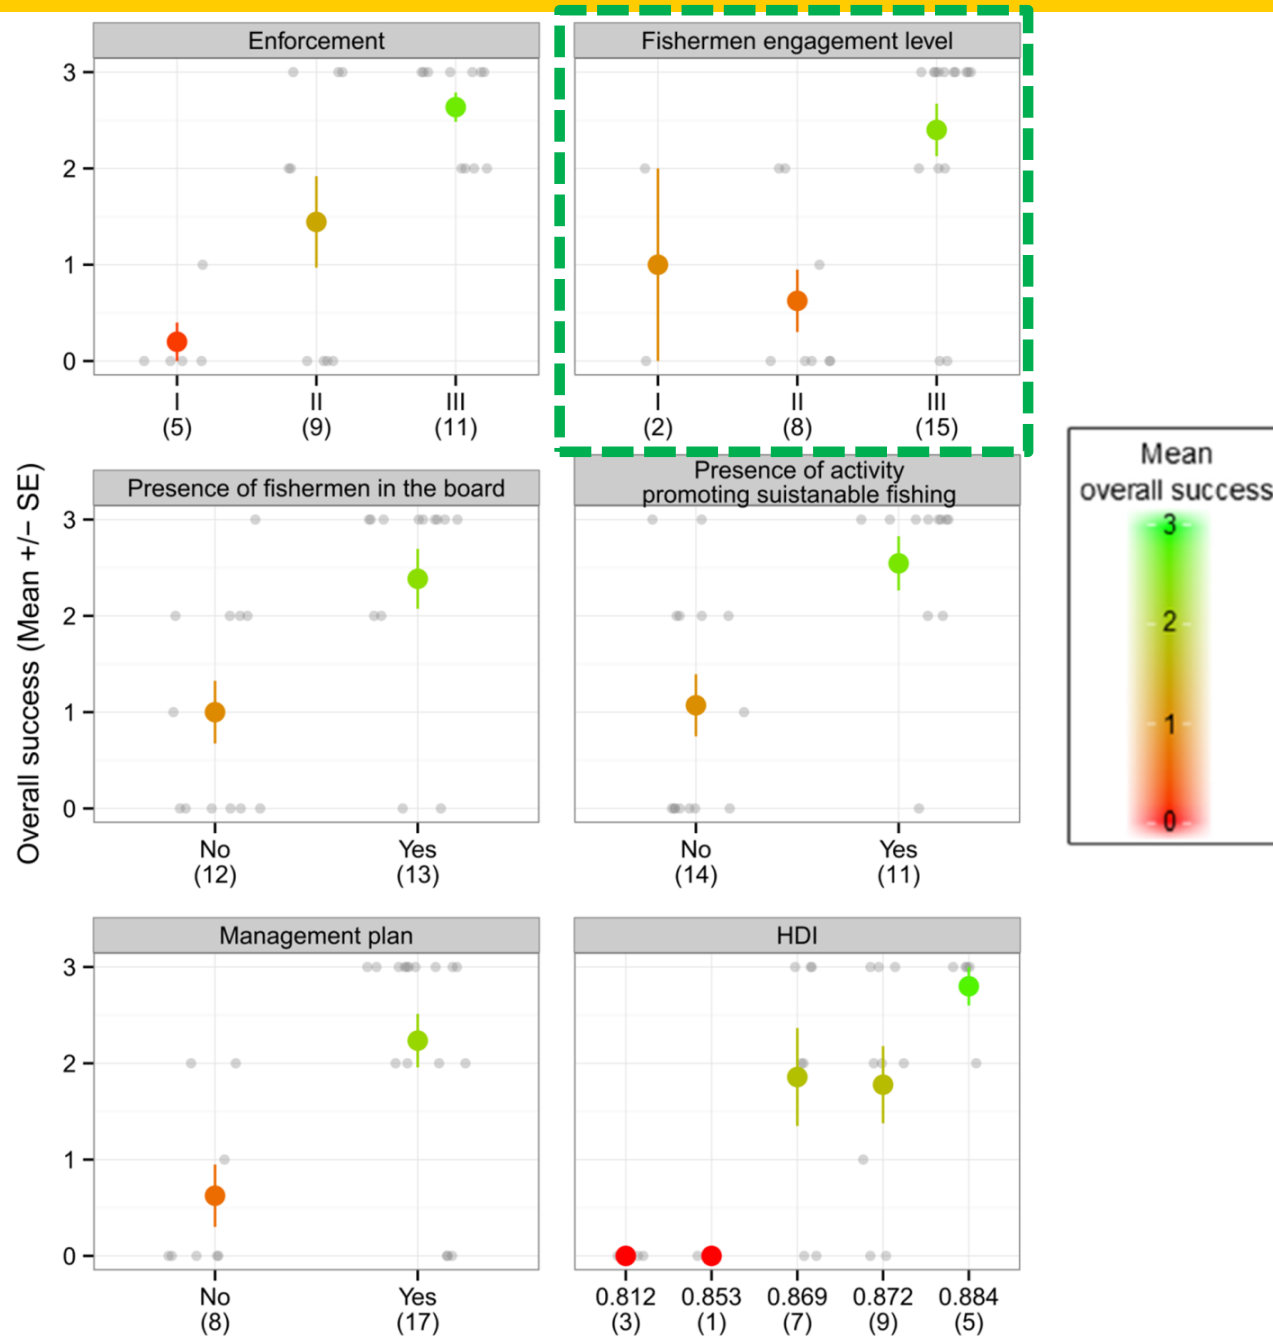 Enforcement
Fishermen engagement level
3
2
1
0
I
II
III
I
II
III
(5)
(9)
(11)
(2)
(8)
(15)
Overall success (Mean +/− SE)
Presence of fishermen in the board
Presence of activity
promoting suistanable fishing
3
2
1
0
No
Yes
No
Yes
(12)
(13)
(14)
(11)
Mean
overall success
3
2
1
0
Management plan
HDI
3
2
1
0
No
Yes
0.812
0.853
0.869
0.872
0.884
(8)
(17)
(3)
(1)
(7)
(9)
(5)